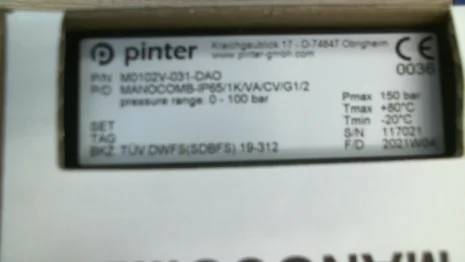 pinter
Kraichgaublick 17 - D-74847 Obrigheim
www.pinter-gmbh.com
CE
0036
P/N M0102V-031-DAO
P/D MANOCOMB-IP65/1K/VA/CV/G1/2
pressure range: 0 - 100 bar
Pmax 150 bar
Tmax +80°C
Tmin -20°C
SET
TAG
S/N 117021
BKZ TÜV.DWFS(SDBFS).19-312
F/D 2021W04